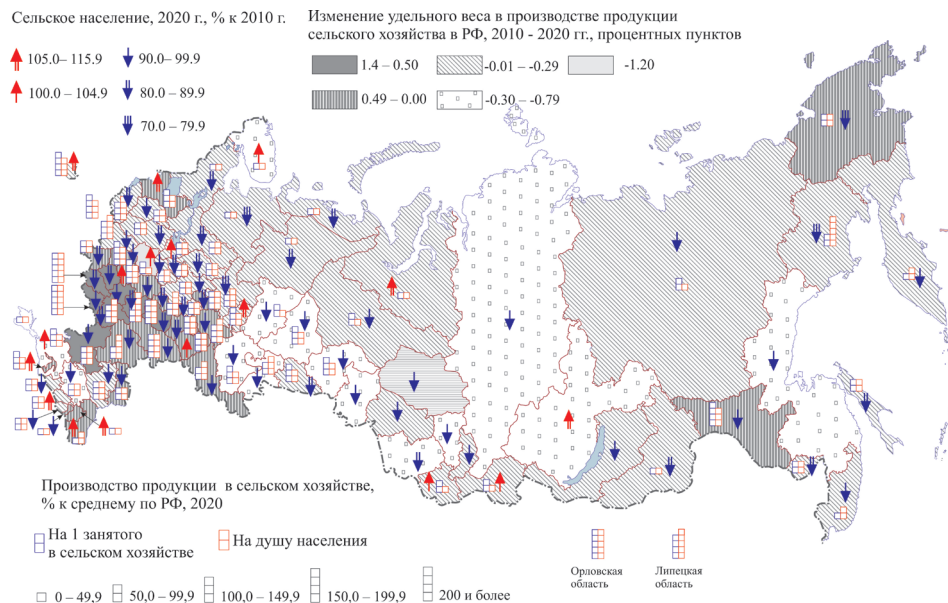 Сельское население, 2020 г., % к 2010 г.
105.0– 115.9
90.0– 99.9
100.0 – 104.9
80.0 – 89.9
70.0 – 79.9
Изменение удельного веса в производстве продукции
сельского хозяйства в РФ, 2010 - 2020 гг., процентных пунктов
1.4 – 0.50
-0.01 – -0.29
-1.20
0.49 – 0.00
-0.30 – -0.79
Производство продукции в сельском хозяйстве,
% к среднему по РФ, 2020
На 1 занятого
в сельском хозяйстве
На душу населения
0 – 49,9
50,0 – 99,9
100,0 – 149,9
150,0 – 199,9
200 и более
Орловская
область
Липецкая
область